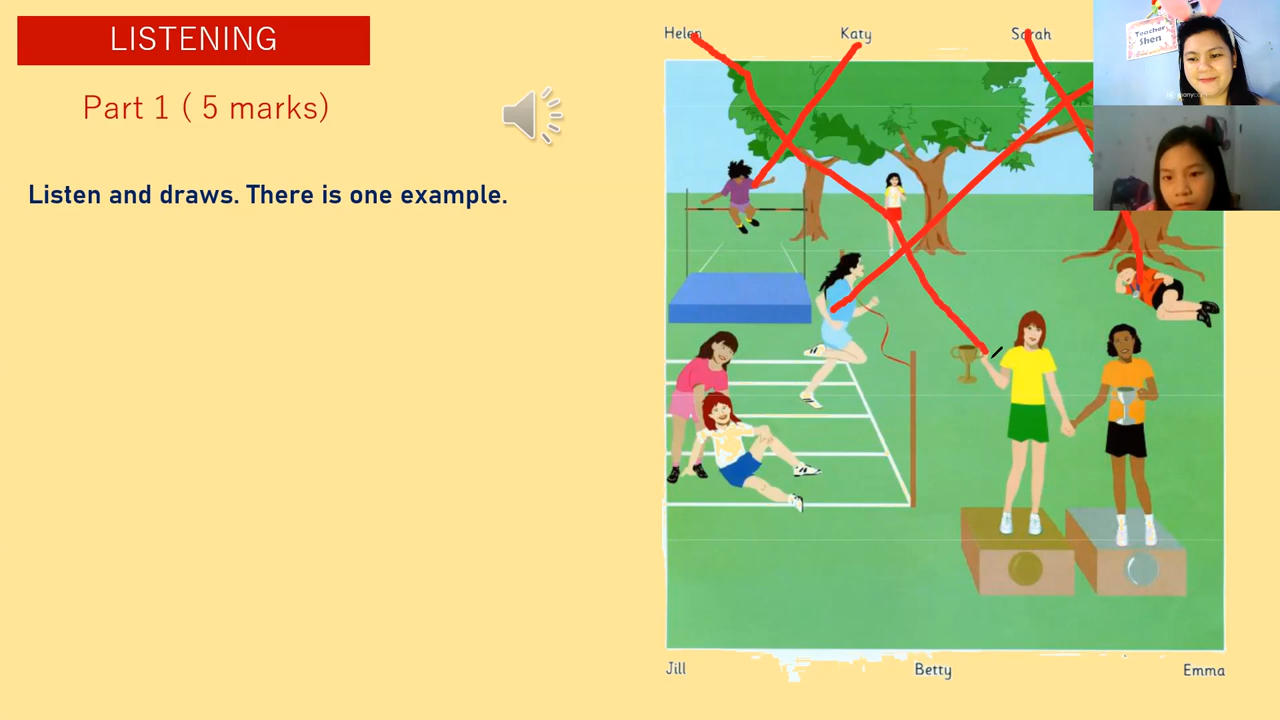 LISTENING
Part 1 ( 5 marks)
Listen and draws. There is one example.
Helen
Katy
Sarah
Teacher
Shen
Jill
Betty
Emma